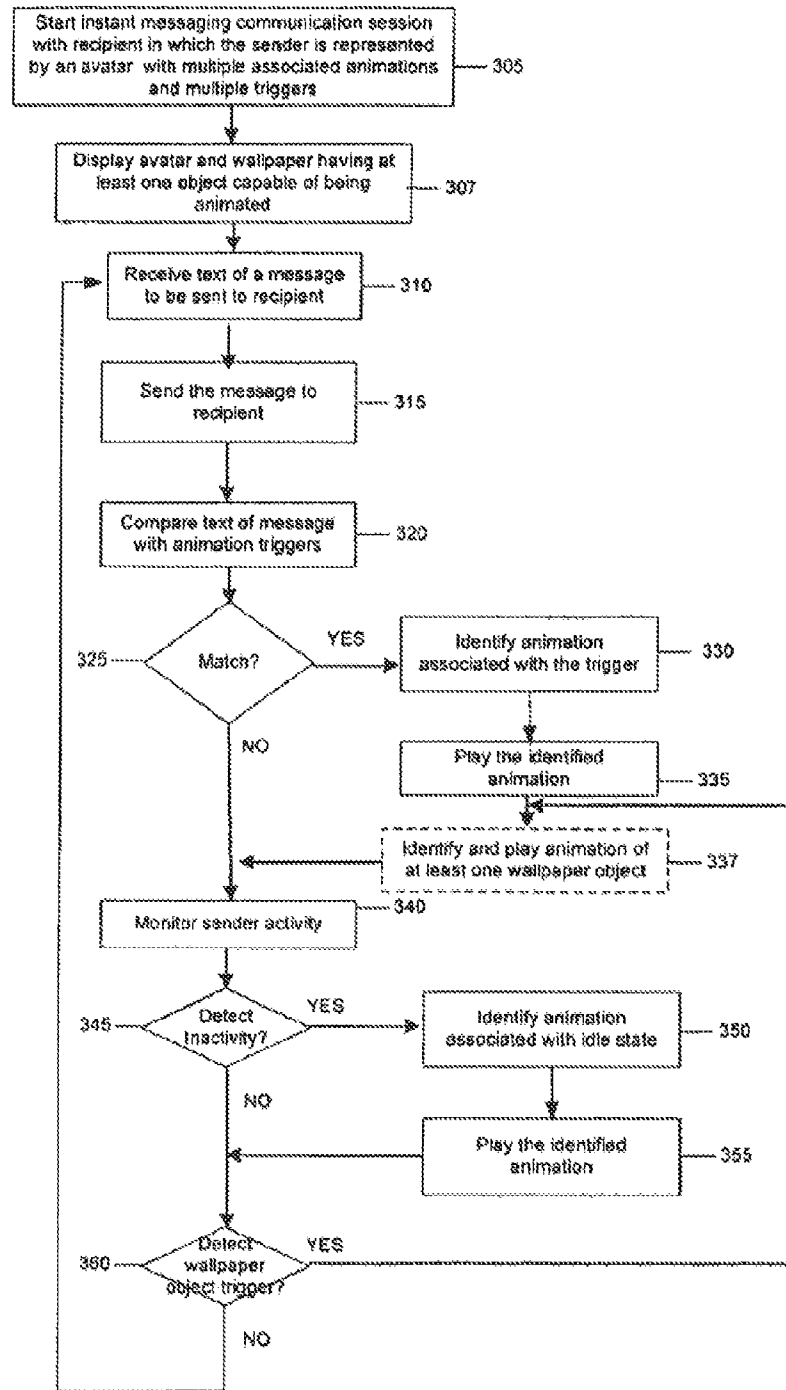 Start instant messaging communication session
with recipient in which the sender is represented
by an avatar with multiple associated animations
and multiple triggers
305
Display avatar and wallpaper having at
least one object capable of being
animated
307
Receive text of a message
to be sent to recipient
310
Send the message to
recipient
315
Compare text of message
with animation triggers
320
325
Match?
YES
Identify animation
associated with the trigger
330
NO
Play the identified
animation
335
Identify and play animation of
at least one wallpaper object
337
340
Monitor sender activity
345
Detect
Inactivity?
YES
Identify animation
associated with idle state
350
NO
Play the identified
animation
355
360
Detect
wallpaper
object trigger?
YES
NO